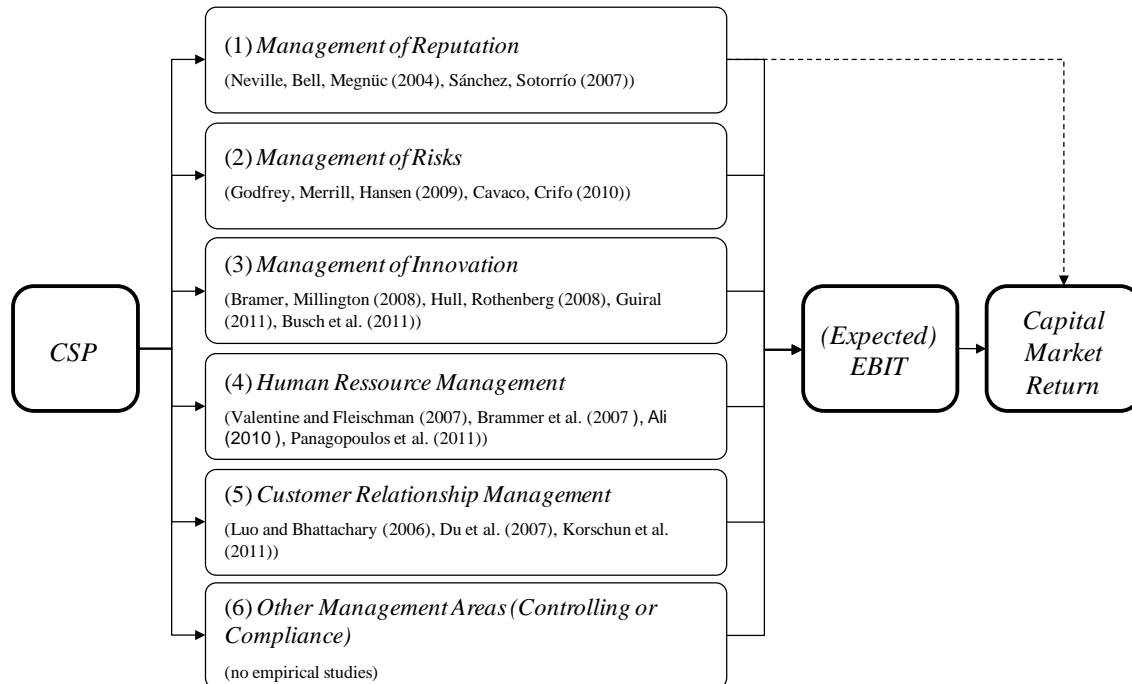 (1) Management of Reputation
(Neville, Bell, Megnüc (2004), Sánchez, Sotorrío (2007))
(2) Management of Risks
(Godfrey, Merrill, Hansen (2009), Cavaco, Crifo (2010))
(3) Management of Innovation
(Bramer, Millington (2008), Hull, Rothenberg (2008), Guiral
(2011), Busch et al. (2011))
CSP
(4) Human Ressource Management
(Valentine and Fleischman (2007), Brammer et al. (2007 ), Ali
(2010 ), Panagopoulos et al. (2011))
(5) Customer Relationship Management
(Luo and Bhattachary (2006), Du et al. (2007), Korschun et al.
(2011))
(6) Other Management Areas (Controlling or
Compliance)
(no empirical studies)
(Expected)
EBIT
Capital
Market
Return